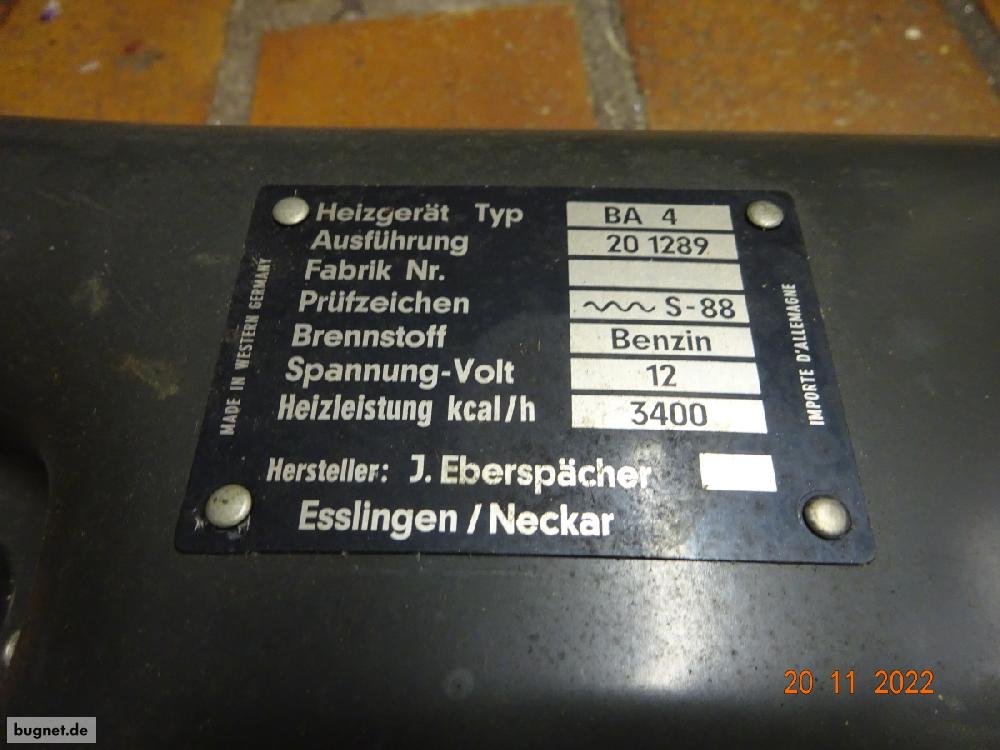 Heizgerät Typ BA 4
Ausführung 20 1289
Fabrik Nr.
Prüfzeichen S-88
Brennstoff Benzin
Spannung-Volt 12
Heizleistung kcal/h 3400
Hersteller: J. Eberspächer
Esslingen / Neckar
MADE IN WESTERN GERMANY
IMPORTE D'ALLEMAGNE
20 11 2022
bugnet.de